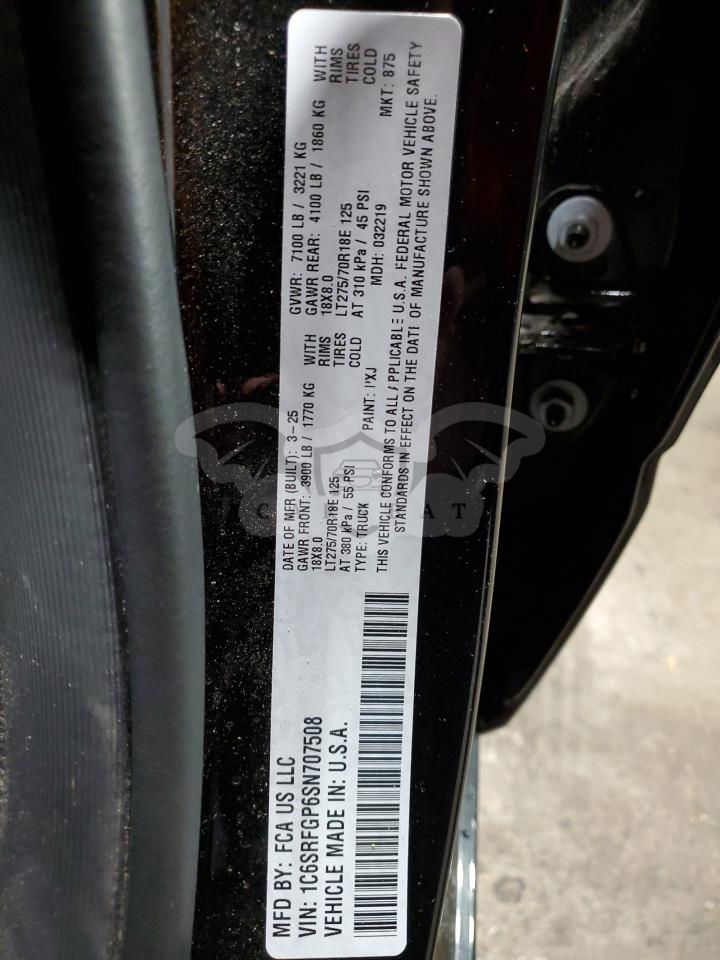 MFD BY: FCA US LLC
VIN: 1C6SRFGP6SN707508
VEHICLE MADE IN: U.S.A.
DATE OF MFR (BUILT): 3-25
GVWR: 7100 LB / 3221 KG
GAWR FRONT: 3900 LB / 1770 KG WITH
GAWR REAR: 4100 LB / 1860 KG WITH
18X8.0 RIMS
18X8.0 RIMS
LT275/70R18E 125 TIRES
LT275/70R18E 125 TIRES
AT 380 kPa / 55 PSI COLD
AT 310 kPa / 45 PSI COLD
TYPE: TRUCK PAINT: PXJ MDH: 032219 MKT: 875
THIS VEHICLE CONFORMS TO ALL APPLICABLE U.S.A. FEDERAL MOTOR VEHICLE SAFETY
STANDARDS IN EFFECT ON THE DATE OF MANUFACTURE SHOWN ABOVE.